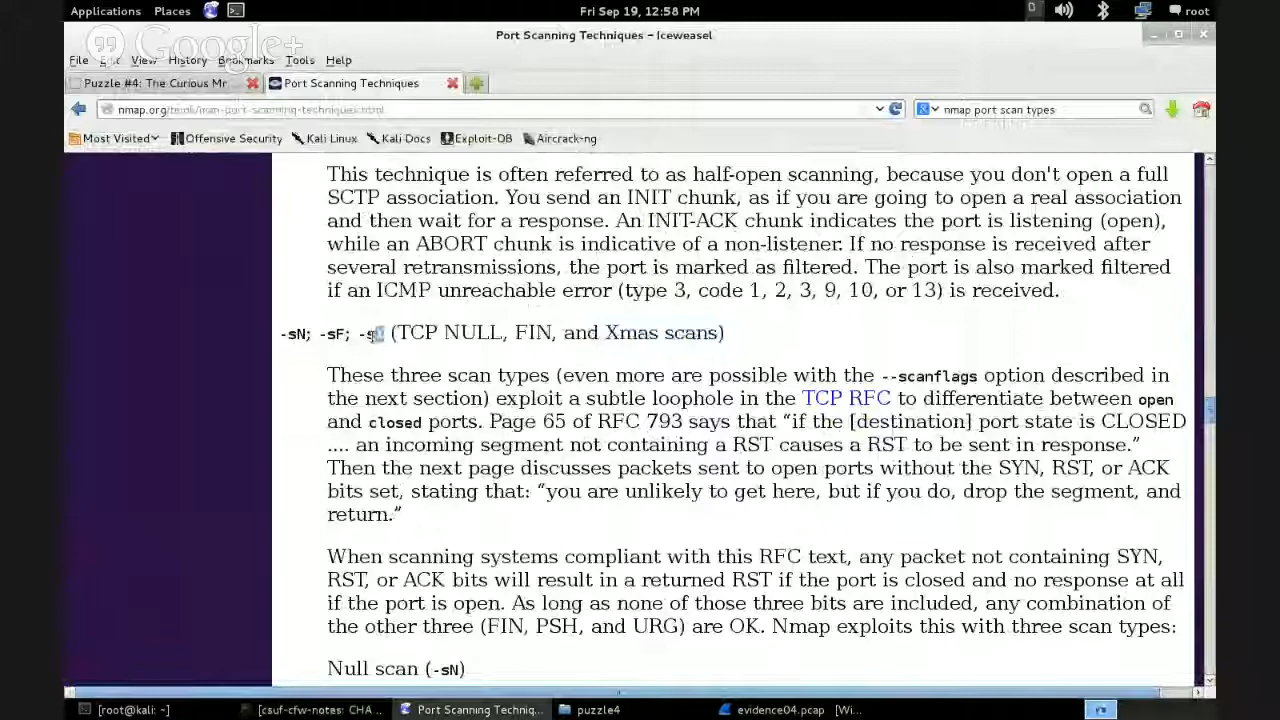 Applications Places Fri Sep 19, 12:58 PM root
Port Scanning Techniques - Iceweasel
Google+
File Edit View History Bookmarks Tools Help
Puzzle #4: The Curious Mr Port Scanning Techniques
nmap.org/book/man-port-scanning-techniques.html nmap port scan types
Most Visited Offensive Security Kali Linux Kali Docs Exploit-DB Aircrack-ng
This technique is often referred to as half-open scanning, because you don't open a full
SCTP association. You send an INIT chunk, as if you are going to open a real association
and then wait for a response. An INIT-ACK chunk indicates the port is listening (open),
while an ABORT chunk is indicative of a non-listener. If no response is received after
several retransmissions, the port is marked as filtered. The port is also marked filtered
if an ICMP unreachable error (type 3, code 1, 2, 3, 9, 10, or 13) is received.
-sN; -sF; (TCP NULL, FIN, and Xmas scans)
These three scan types (even more are possible with the --scanflags option described in
the next section) exploit a subtle loophole in the TCP RFC to differentiate between open
and closed ports. Page 65 of RFC 793 says that “if the [destination] port state is CLOSED
.... an incoming segment not containing a RST causes a RST to be sent in response.”
Then the next page discusses packets sent to open ports without the SYN, RST, or ACK
bits set, stating that: “you are unlikely to get here, but if you do, drop the segment, and
return.”
When scanning systems compliant with this RFC text, any packet not containing SYN,
RST, or ACK bits will result in a returned RST if the port is closed and no response at all
if the port is open. As long as none of those three bits are included, any combination of
the other three (FIN, PSH, and URG) are OK. Nmap exploits this with three scan types:
Null scan (-sN)
[root@kali: ~] [csuf-cfw-notes: CHA ... Port Scanning Techniq... puzzle4 evidence04.pcap [Wi...